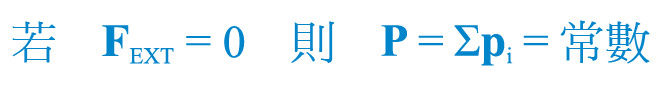 若 F_EXT = 0 則 P = Σp_i = 常數